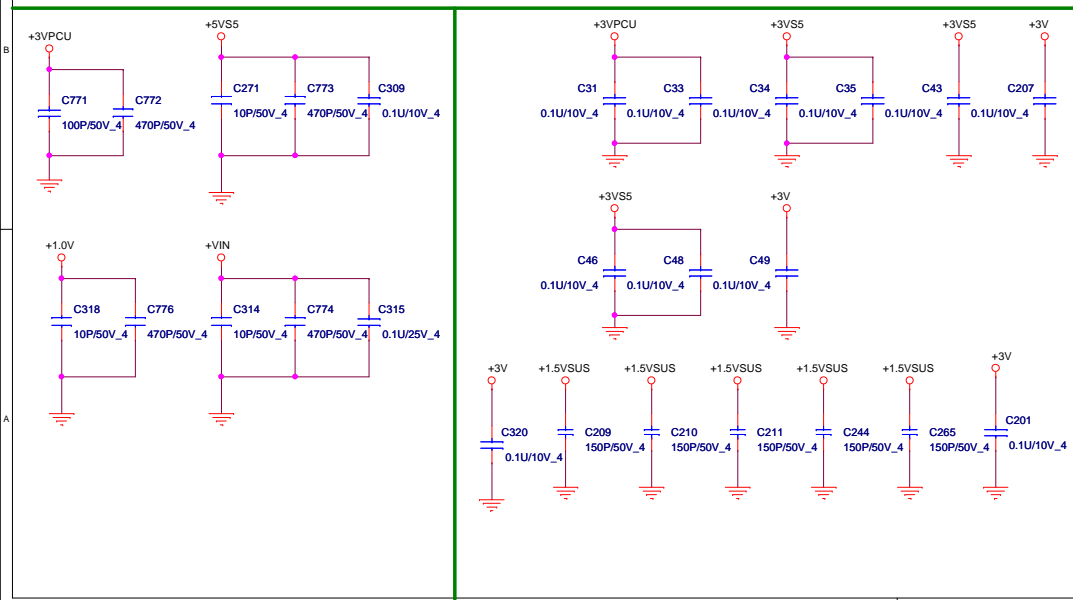 B
+3VPCU
C771
100P/50V_4
C772
470P/50V_4
+5VS5
C271
10P/50V_4
C773
470P/50V_4
C309
0.1U/10V_4
+1.0V
C318
10P/50V_4
C776
470P/50V_4
+VIN
C314
10P/50V_4
C774
470P/50V_4
C315
0.1U/25V_4
A
+3VPCU
C31
0.1U/10V_4
C33
0.1U/10V_4
+3VS5
C34
0.1U/10V_4
C35
0.1U/10V_4
+3VS5
C43
0.1U/10V_4
+3V
C207
0.1U/10V_4
+3VS5
C46
0.1U/10V_4
C48
0.1U/10V_4
+3V
C49
0.1U/10V_4
+3V
C320
0.1U/10V_4
+1.5VSUS
C209
150P/50V_4
+1.5VSUS
C210
150P/50V_4
+1.5VSUS
C211
150P/50V_4
+1.5VSUS
C244
150P/50V_4
+1.5VSUS
C265
150P/50V_4
+3V
C201
0.1U/10V_4